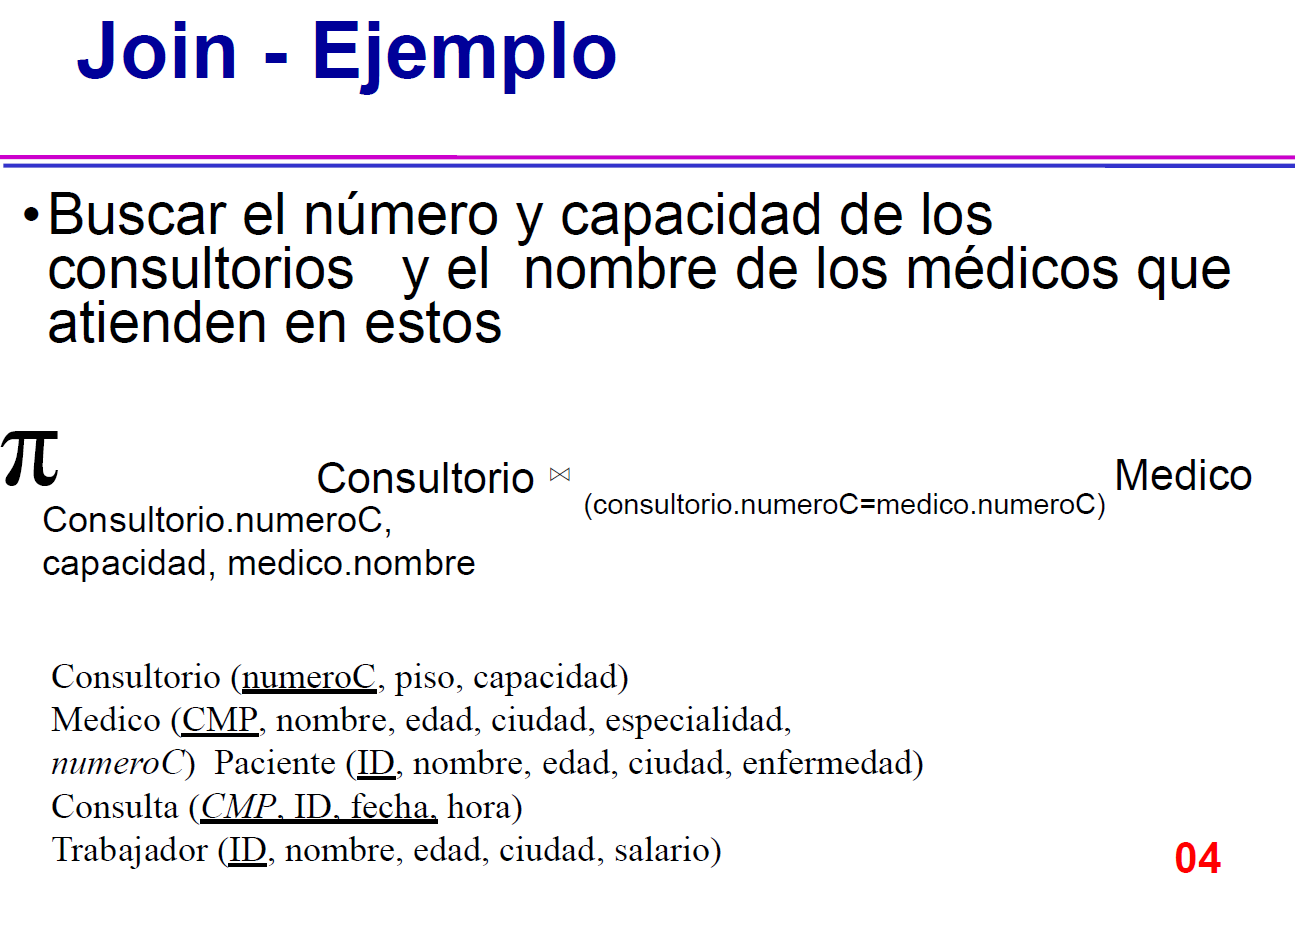 Join - Ejemplo
•Buscar el número y capacidad de los
consultorios y el nombre de los médicos que
atienden en estos
π Consultorio ⋈ (consultorio.numeroC=medico.numeroC) Medico
Consultorio.numeroC,
capacidad, medico.nombre
Consultorio (numeroC, piso, capacidad)
Medico (CMP, nombre, edad, ciudad, especialidad,
numeroC) Paciente (ID, nombre, edad, ciudad, enfermedad)
Consulta (CMP, ID, fecha, hora)
Trabajador (ID, nombre, edad, ciudad, salario)
04